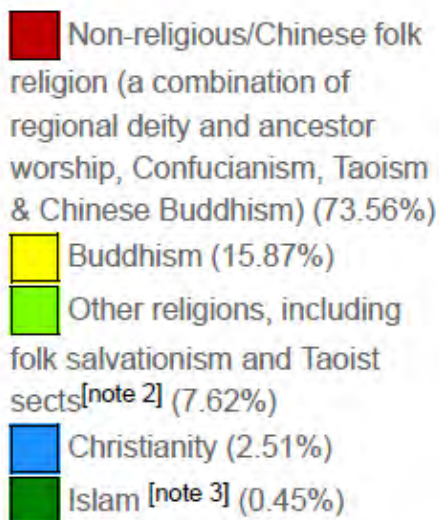 Non-religious/Chinese folk
religion (a combination of
regional deity and ancestor
worship, Confucianism, Taoism
& Chinese Buddhism) (73.56%)
Buddhism (15.87%)
Other religions, including
folk salvationism and Taoist
sects[note 2] (7.62%)
Christianity (2.51%)
Islam [note 3] (0.45%)